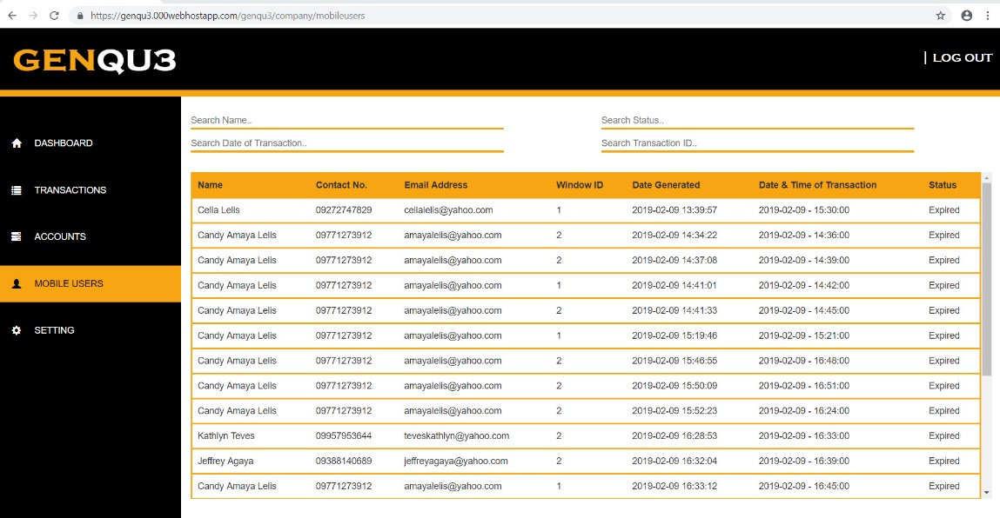 https://genqu3.000webhostapp.com/genqu3/company/mobileusers
GENQU3
| LOG OUT
DASHBOARD
TRANSACTIONS
ACCOUNTS
MOBILE USERS
SETTING
Search Name..
Search Status..
Search Date of Transaction..
Search Transaction ID..
Name Contact No. Email Address Window ID Date Generated Date & Time of Transaction Status
Celia Lelis 09272747829 celialelis@yahoo.com 1 2019-02-09 13:39:57 2019-02-09 - 15:30:00 Expired
Candy Amaya Lelis 09771273912 amayalelis@yahoo.com 2 2019-02-09 14:34:22 2019-02-09 - 14:36:00 Expired
Candy Amaya Lelis 09771273912 amayalelis@yahoo.com 2 2019-02-09 14:37:08 2019-02-09 - 14:39:00 Expired
Candy Amaya Lelis 09771273912 amayalelis@yahoo.com 1 2019-02-09 14:41:01 2019-02-09 - 14:42:00 Expired
Candy Amaya Lelis 09771273912 amayalelis@yahoo.com 2 2019-02-09 14:41:33 2019-02-09 - 14:45:00 Expired
Candy Amaya Lelis 09771273912 amayalelis@yahoo.com 1 2019-02-09 15:19:46 2019-02-09 - 15:21:00 Expired
Candy Amaya Lelis 09771273912 amayalelis@yahoo.com 2 2019-02-09 15:46:55 2019-02-09 - 16:48:00 Expired
Candy Amaya Lelis 09771273912 amayalelis@yahoo.com 2 2019-02-09 15:50:09 2019-02-09 - 16:51:00 Expired
Candy Amaya Lelis 09771273912 amayalelis@yahoo.com 2 2019-02-09 15:52:23 2019-02-09 - 16:24:00 Expired
Kathlyn Teves 09957953644 teveskathlyn@yahoo.com 2 2019-02-09 16:28:53 2019-02-09 - 16:33:00 Expired
Jeffrey Agaya 09388140689 jeffreyagaya@yahoo.com 2 2019-02-09 16:32:04 2019-02-09 - 16:39:00 Expired
Candy Amaya Lelis 09771273912 amayalelis@yahoo.com 1 2019-02-09 16:33:12 2019-02-09 - 16:45:00 Expired